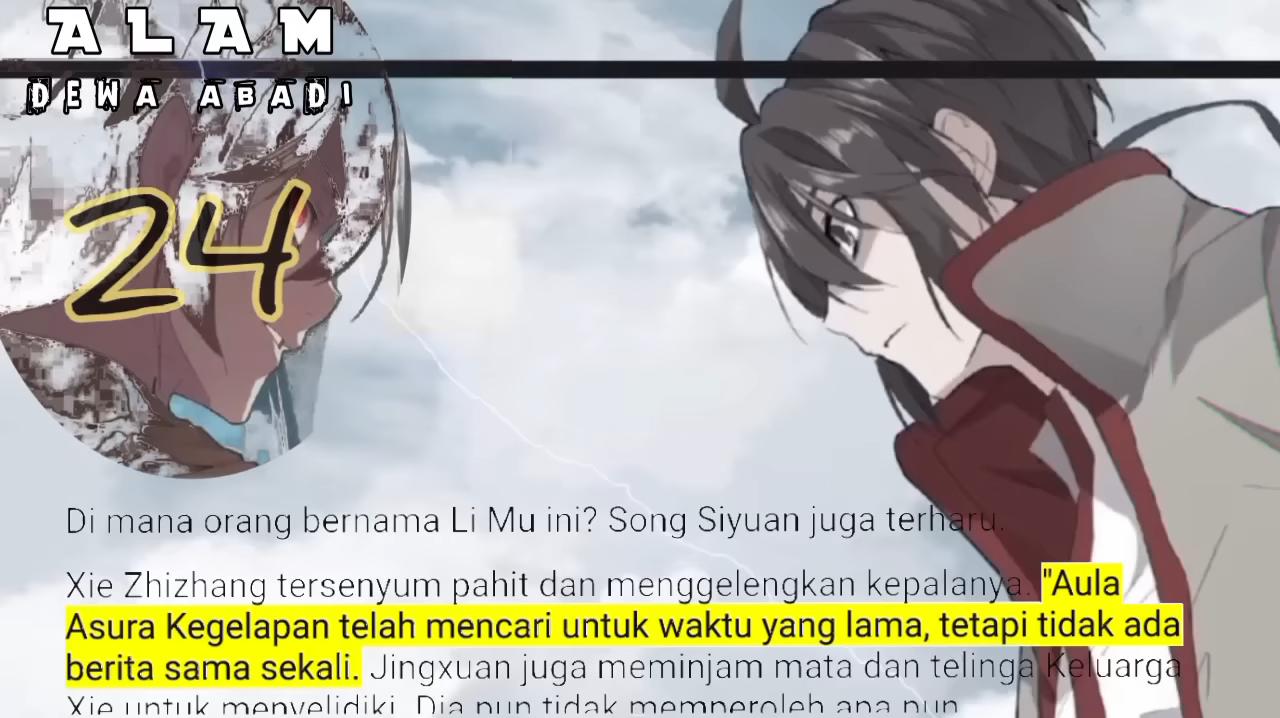 ALAM
DEWA ABADI
24
Di mana orang bernama Li Mu ini? Song Siyuan juga terharu.
Xie Zhizhang tersenyum pahit dan menggelengkan kepalanya. "Aula
Asura Kegelapan telah mencari untuk waktu yang lama, tetapi tidak ada
berita sama sekali. Jingxuan juga meminjam mata dan telinga Keluarga
Xie untuk menyelidiki. Dia pun tidak memperoleh apa pun.